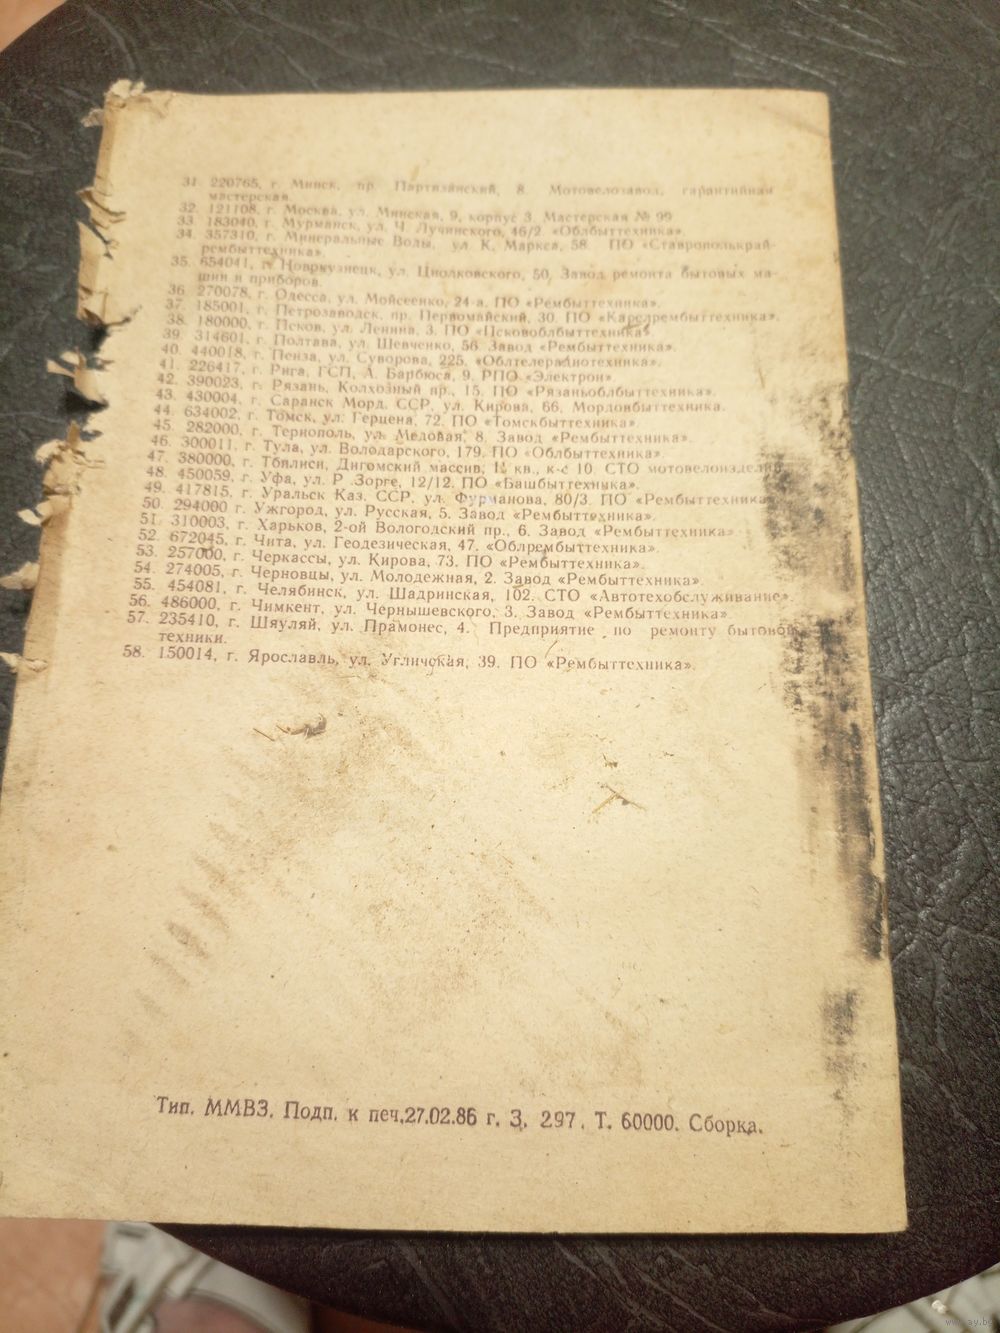 31. 220765, г. Минск, пр. Партизанский, 8. Мотовелозавод, гарантийная
мастерская.
32. 121108, г. Москва, ул. Минская, 9, корпус 3. Мастерская № 99
33. 183040, г. Мурманск, ул. Ч. Лучинского, 46/2. «Облбыттехника».
34. 357310, г. Минеральные Воды, ул. К. Маркса, 58. ПО «Ставрополькрай-
рембыттехника».
35. 654041, г. Новркузнецк, ул. Циолковского, 50, Завод ремонта бытовых ма-
шин и приборов.
36. 270078, г. Одесса, ул. Мойсеенко, 24-а. ПО «Рембыттехника».
37. 185001, г. Петрозаводск, пр. Первомайский, 30. ПО «Карелрембыттехника».
38. 180000, г. Псков, ул. Ленина, 3. ПО «Псковоблбыттехника»
39. 314601, г. Полтава, ул. Шевченко, 56. Завод «Рембыттехника».
40. 440018, г. Пенза, ул. Суворова, 225. «Облтелерадиотехника».
41. 226417, г. Рига, ГСП, А. Барбюса, 9. РПО «Электрон».
42. 390023, г. Рязань, Колхозный пр., 15. ПО «Рязаньоблбыттехника».
43. 430004, г. Саранск Морд. ССР, ул. Кирова, 66. Мордовбыттехника.
44. 634002, г. Томск, ул. Герцена, 72. ПО «Томскбыттехника».
45. 282000, г. Тернополь, ул. Медовая, 8. Завод «Рембыттехника».
46. 300011, г. Тула, ул. Володарского, 179. ПО «Облбыттехника».
47. 380000, г. Тбилиси, Дигомский массив, кв., к-с 10. СТО мотовелоизделий
48. 450059, г. Уфа, ул. Р. Зорге, 12/12. ПО «Башбыттехника».
49. 417815, г. Уральск Каз. ССР, ул. Фурманова, 80/3. ПО «Рембыттехника»
50. 294000 г. Ужгород, ул. Русская, 5. Завод «Рембыттехника».
51. 310003, г. Харьков, 2-ой Вологодский пр., 6. Завод «Рембыттехника»
52. 672045, г. Чита, ул. Геодезическая, 47. «Облрембыттехника».
53. 257000, г. Черкассы, ул. Кирова, 73. ПО «Рембыттехника».
54. 274005, г. Черновцы, ул. Молодежная, 2. Завод «Рембыттехника».
55. 454081, г. Челябинск, ул. Шадринская, 102. СТО «Автотехобслуживание».
56. 486000, г. Чимкент, ул. Чернышевского, 3. Завод «Рембыттехника»
57. 235410, г. Шяуляй, ул. Прамонес, 4. Предприятие по ремонту бытовой
техники.
58. 150014, г. Ярославль, ул. Угличская, 39. ПО «Рембыттехника».
Тип. ММВЗ. Подп. к печ.27.02.86 г. З. 297. Т. 60000. Сборка.